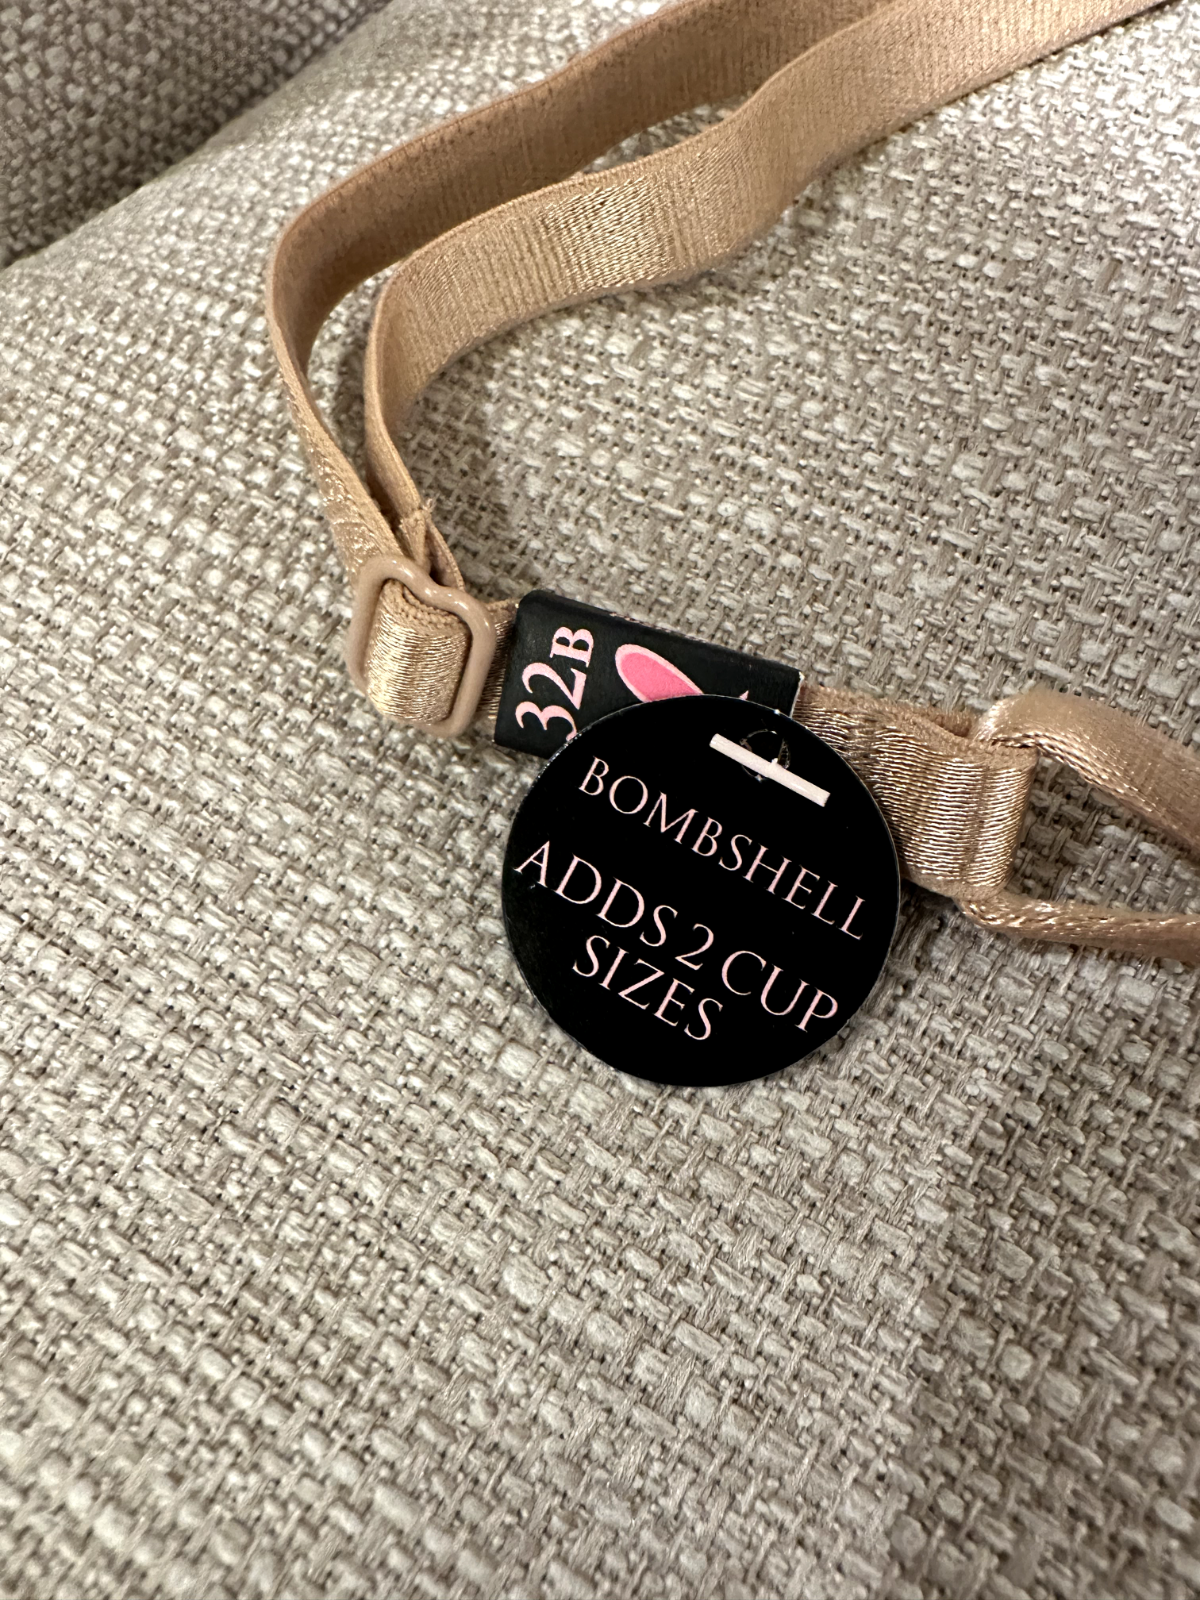 32B
BOMBSHELL
ADDS 2 CUP
SIZES